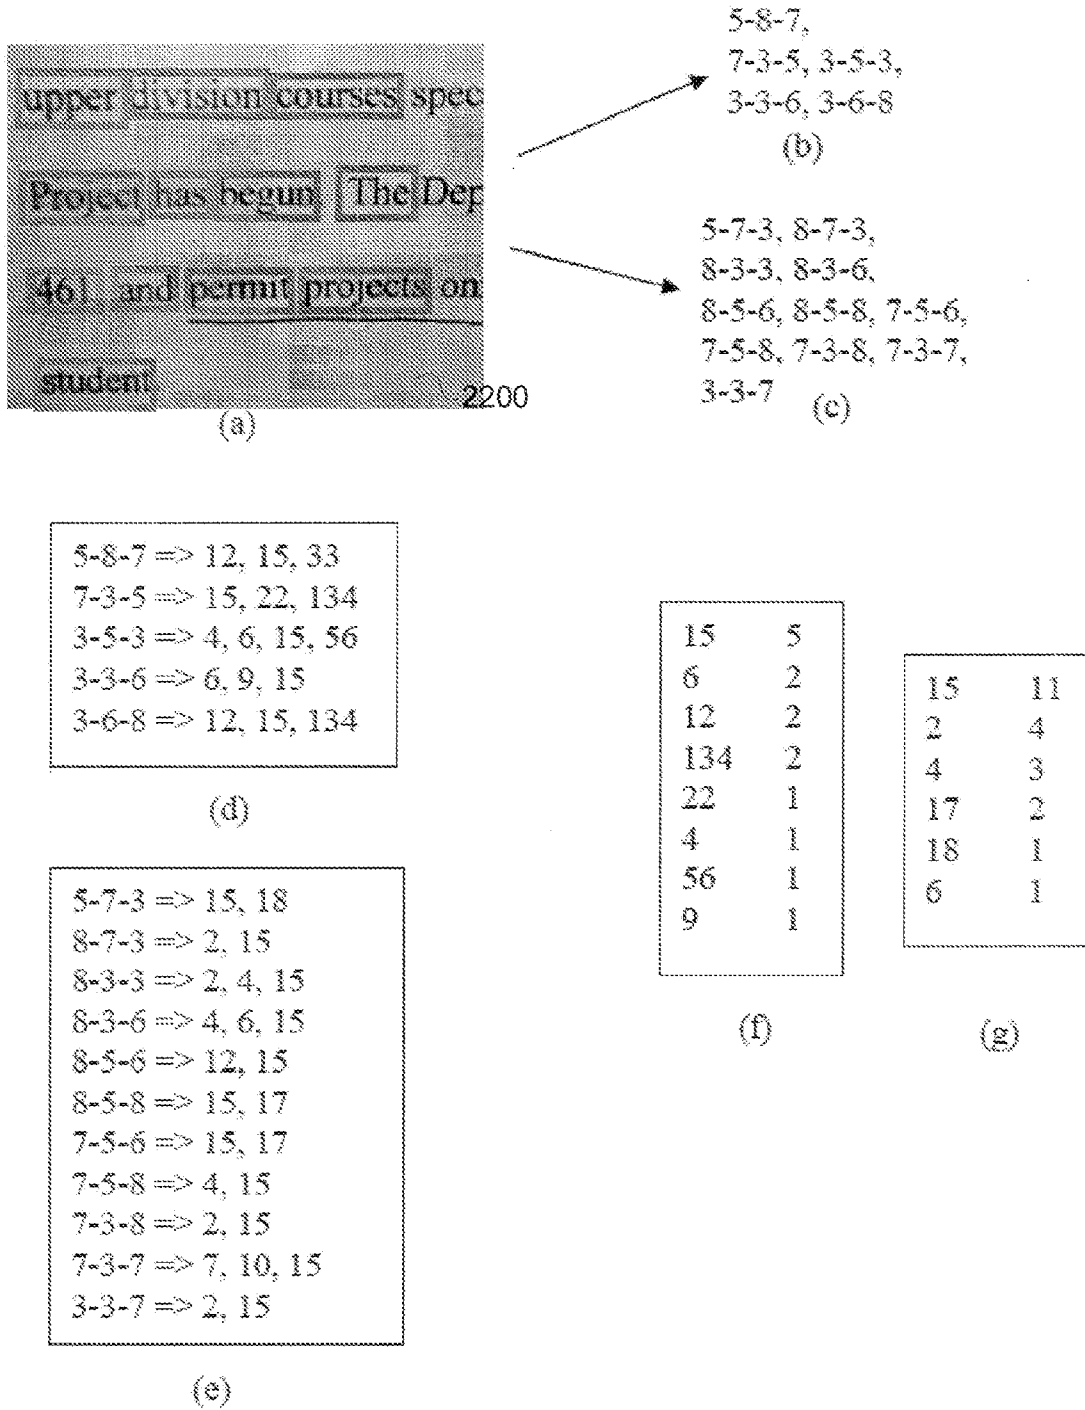 upper division courses spec
Project has begun. The Dep
461, and permit projects on
student
2200
(a)
5-8-7,
7-3-5, 3-5-3,
3-3-6, 3-6-8
(b)
5-7-3, 8-7-3,
8-3-3, 8-3-6,
8-5-6, 8-5-8, 7-5-6,
7-5-8, 7-3-8, 7-3-7,
3-3-7
(c)
5-8-7 => 12, 15, 33
7-3-5 => 15, 22, 134
3-5-3 => 4, 6, 15, 56
3-3-6 => 6, 9, 15
3-6-8 => 12, 15, 134
(d)
5-7-3 => 15, 18
8-7-3 => 2, 15
8-3-3 => 2, 4, 15
8-3-6 => 4, 6, 15
8-5-6 => 12, 15
8-5-8 => 15, 17
7-5-6 => 15, 17
7-5-8 => 4, 15
7-3-8 => 2, 15
7-3-7 => 7, 10, 15
3-3-7 => 2, 15
(e)
15 5
6 2
12 2
134 2
22 1
4 1
56 1
9 1
(f)
15 11
2 4
4 3
17 2
18 1
6 1
(g)